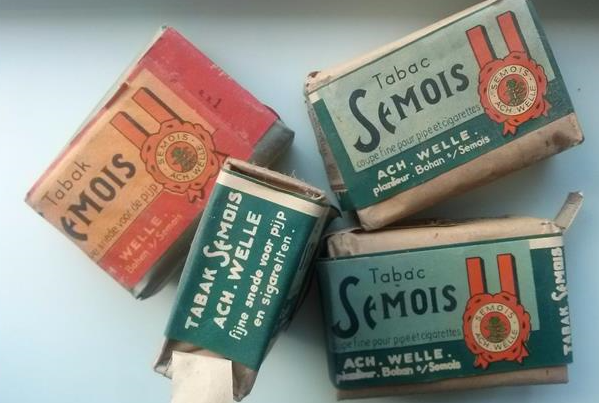 Tabak
SEMOIS
snede voor de pijp
WELLE
Bohan s/Semois
SEMOIS
ACH. WELLE
Tabac
SEMOIS
coupe fine pour pipe et cigarettes
ACH. WELLE.
planteur. Bohan s/Semois
SEMOIS
ACH. WELLE
TABAK SEMOIS
ACH. WELLE
fijne snede voor pijp
en sigaretten.
Tabac
SEMOIS
coupe fine pour pipe et cigarettes
ACH. WELLE.
planteur. Bohan s/Semois
SEMOIS
ACH WELLE
TABAK SEMOIS